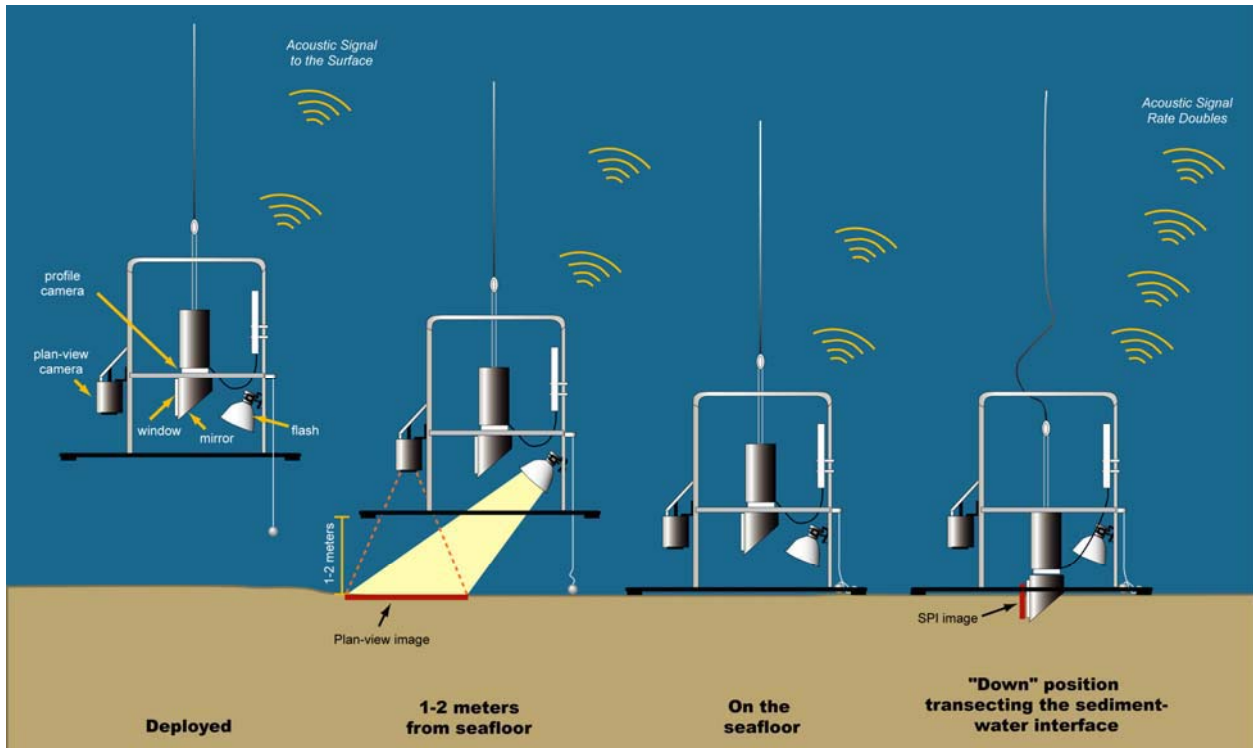 Acoustic Signal
to the Surface
Acoustic Signal
Rate Doubles
profile
camera
plan-view
camera
window
mirror
flash
1-2 meters
Plan-view image
SPI image
Deployed
1-2 meters
from seafloor
On the
seafloor
"Down" position
transecting the sediment-
water interface